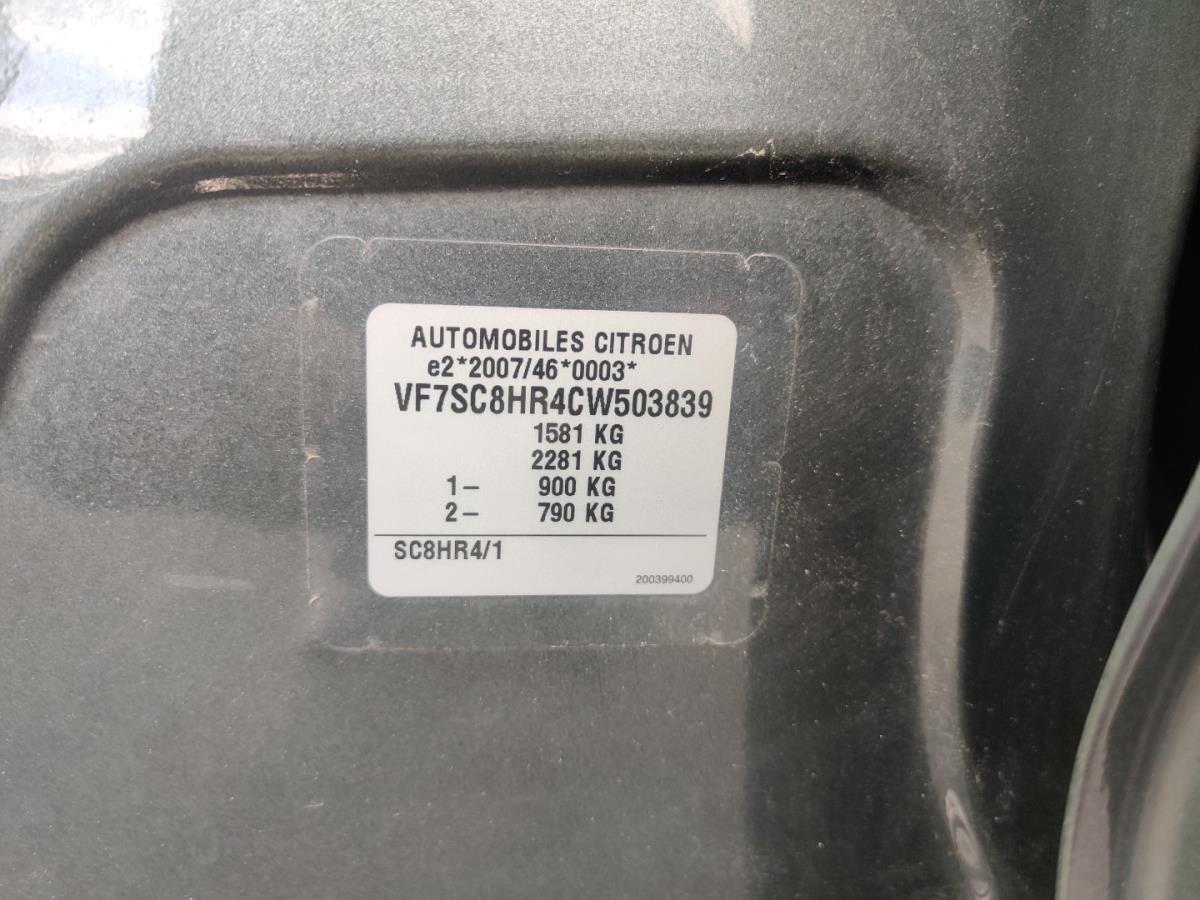 AUTOMOBILES CITROEN
e2*2007/46*0003*
VF7SC8HR4CW503839
1581 KG
2281 KG
1- 900 KG
2- 790 KG
SC8HR4/1
200399400